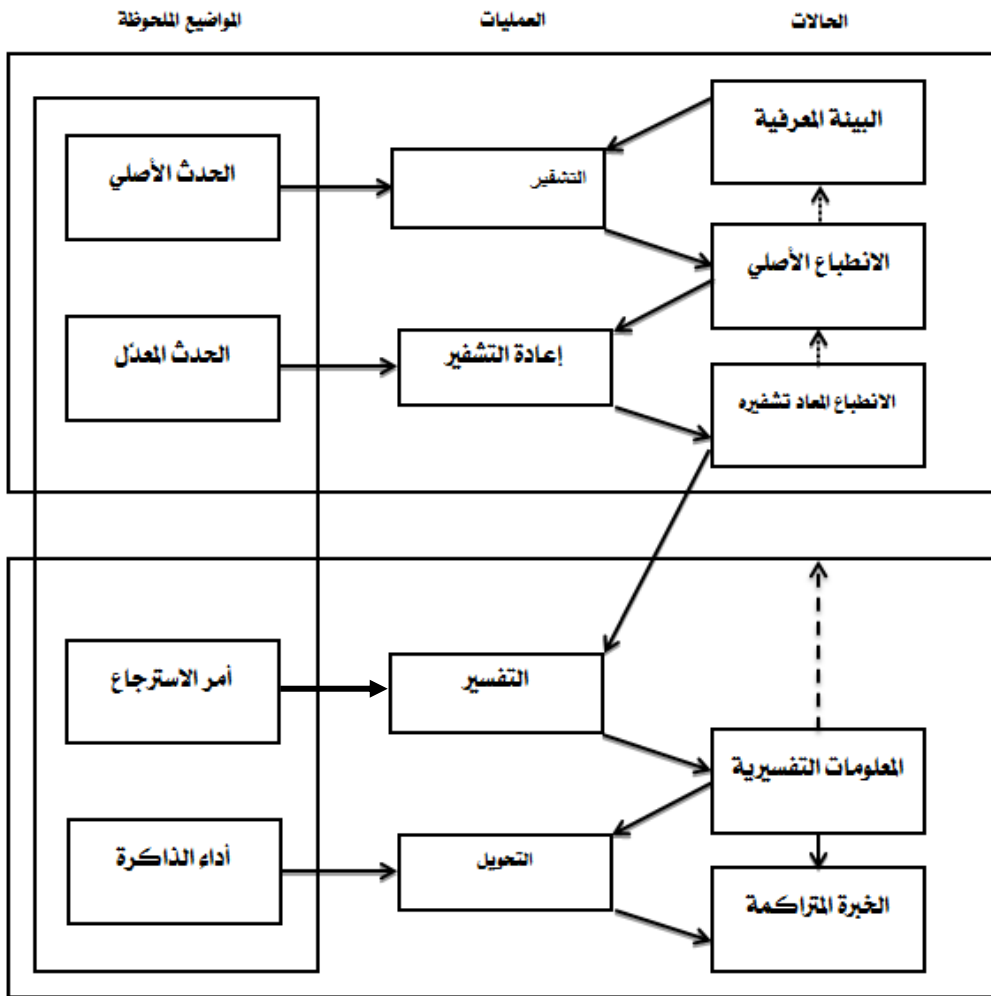 الحالات
العمليات
المواضيع الملحوظة
البيئة المعرفية
التشفير
الحدث الأصلي
الانطباع الأصلي
إعادة التشفير
الحدث المعدّل
الانطباع المعاد تشفيره
التفسير
أمر الاسترجاع
المعلومات التفسيرية
التحويل
أداء الذاكرة
الخبرة المتراكمة